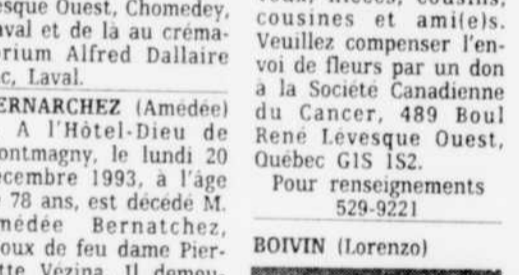 esque Ouest, Chomedey,
aval et de là au créma-
orium Alfred Dallaire
c, Laval.
ERNARCHEZ (Amédée)
A l'Hôtel-Dieu de
ontmagny, le lundi 20
écembre 1993, à l'âge
78 ans, est décédé M.
médée Bernatchez,
oux de feu dame Pier-
tte Vézina. Il demeu-
cousines et ami(e)s.
Veuillez compenser l'en-
voi de fleurs par un don
à la Société Canadienne
du Cancer, 489 Boul
René Lévesque Ouest,
Québec G1S 1S2.
Pour renseignements
529-9221
BOIVIN (Lorenzo)